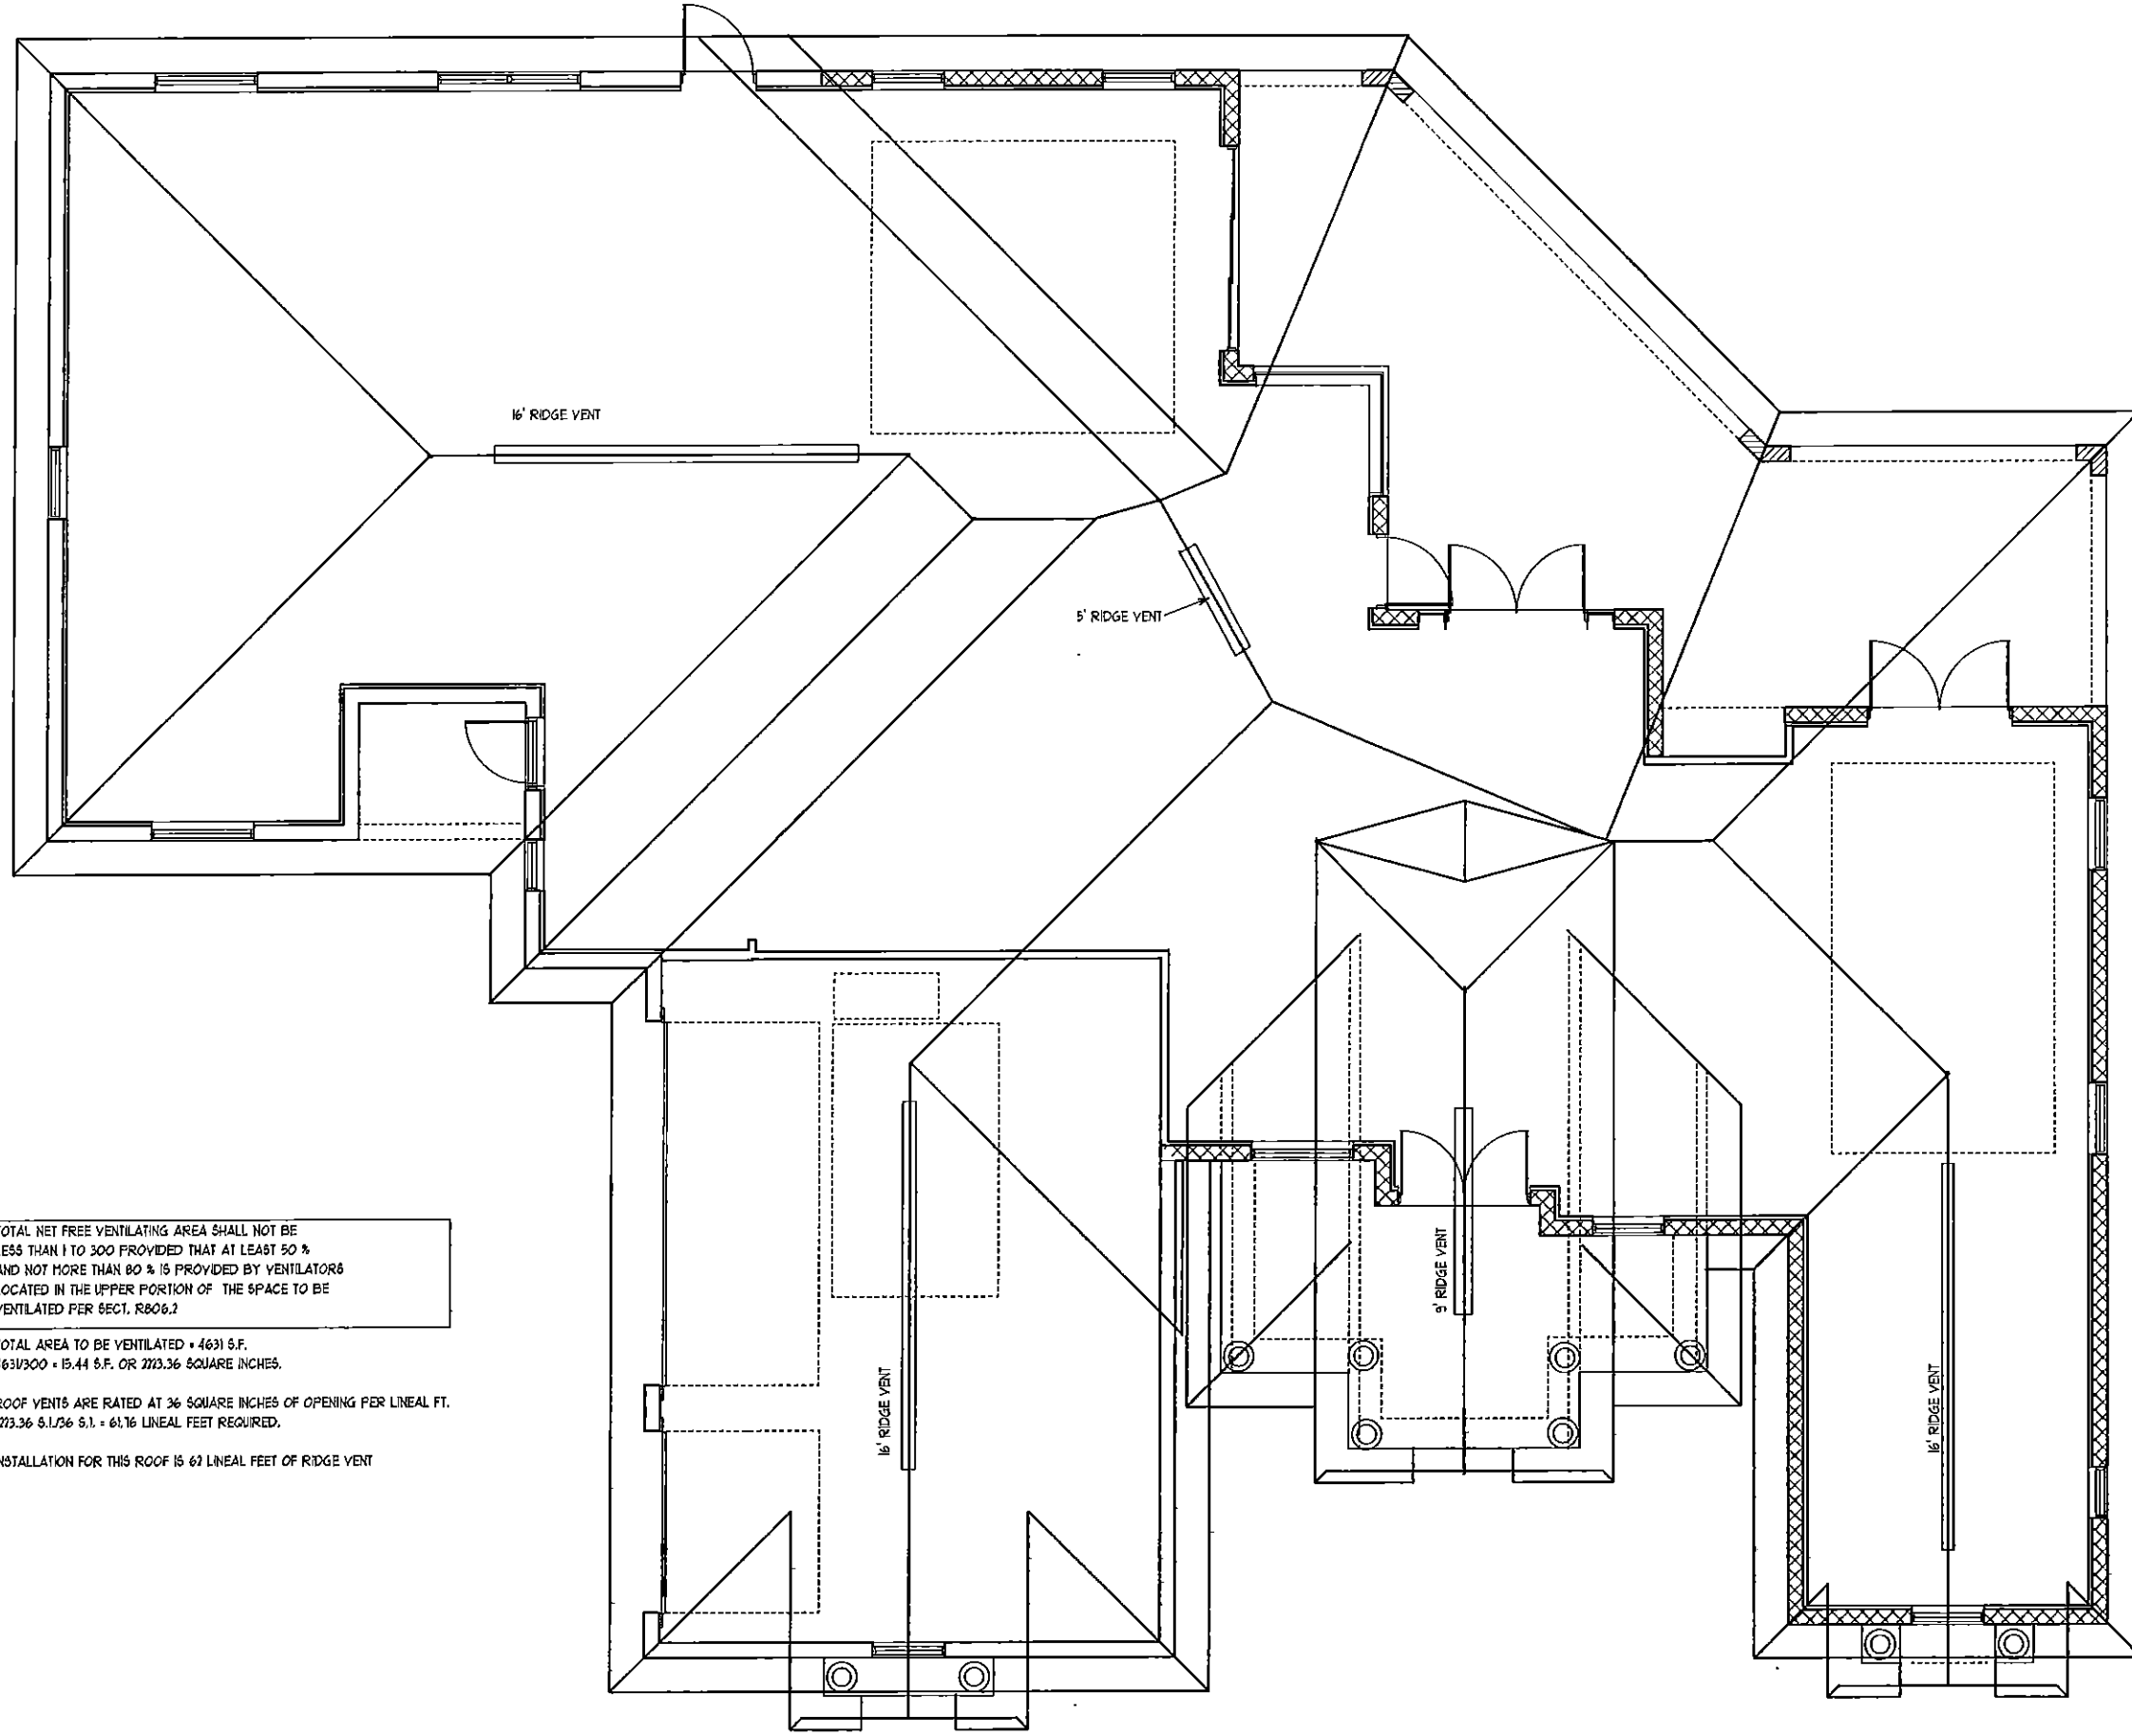 16' RIDGE VENT
5' RIDGE VENT
9' RIDGE VENT
16' RIDGE VENT
16' RIDGE VENT
OTAL NET FREE VENTILATING AREA SHALL NOT BE
ESS THAN 1 TO 300 PROVIDED THAT AT LEAST 50 %
AND NOT MORE THAN 80 % IS PROVIDED BY VENTILATORS
OCATED IN THE UPPER PORTION OF THE SPACE TO BE
VENTILATED PER SECT. R806.2
OTAL AREA TO BE VENTILATED = 4631 S.F.
631/300 = 15.44 S.F. OR 2223.36 SQUARE INCHES.
ROOF VENTS ARE RATED AT 36 SQUARE INCHES OF OPENING PER LINEAL FT.
223.36 S.I./36 S.I. = 61.76 LINEAL FEET REQUIRED.
NSTALLATION FOR THIS ROOF IS 62 LINEAL FEET OF RIDGE VENT